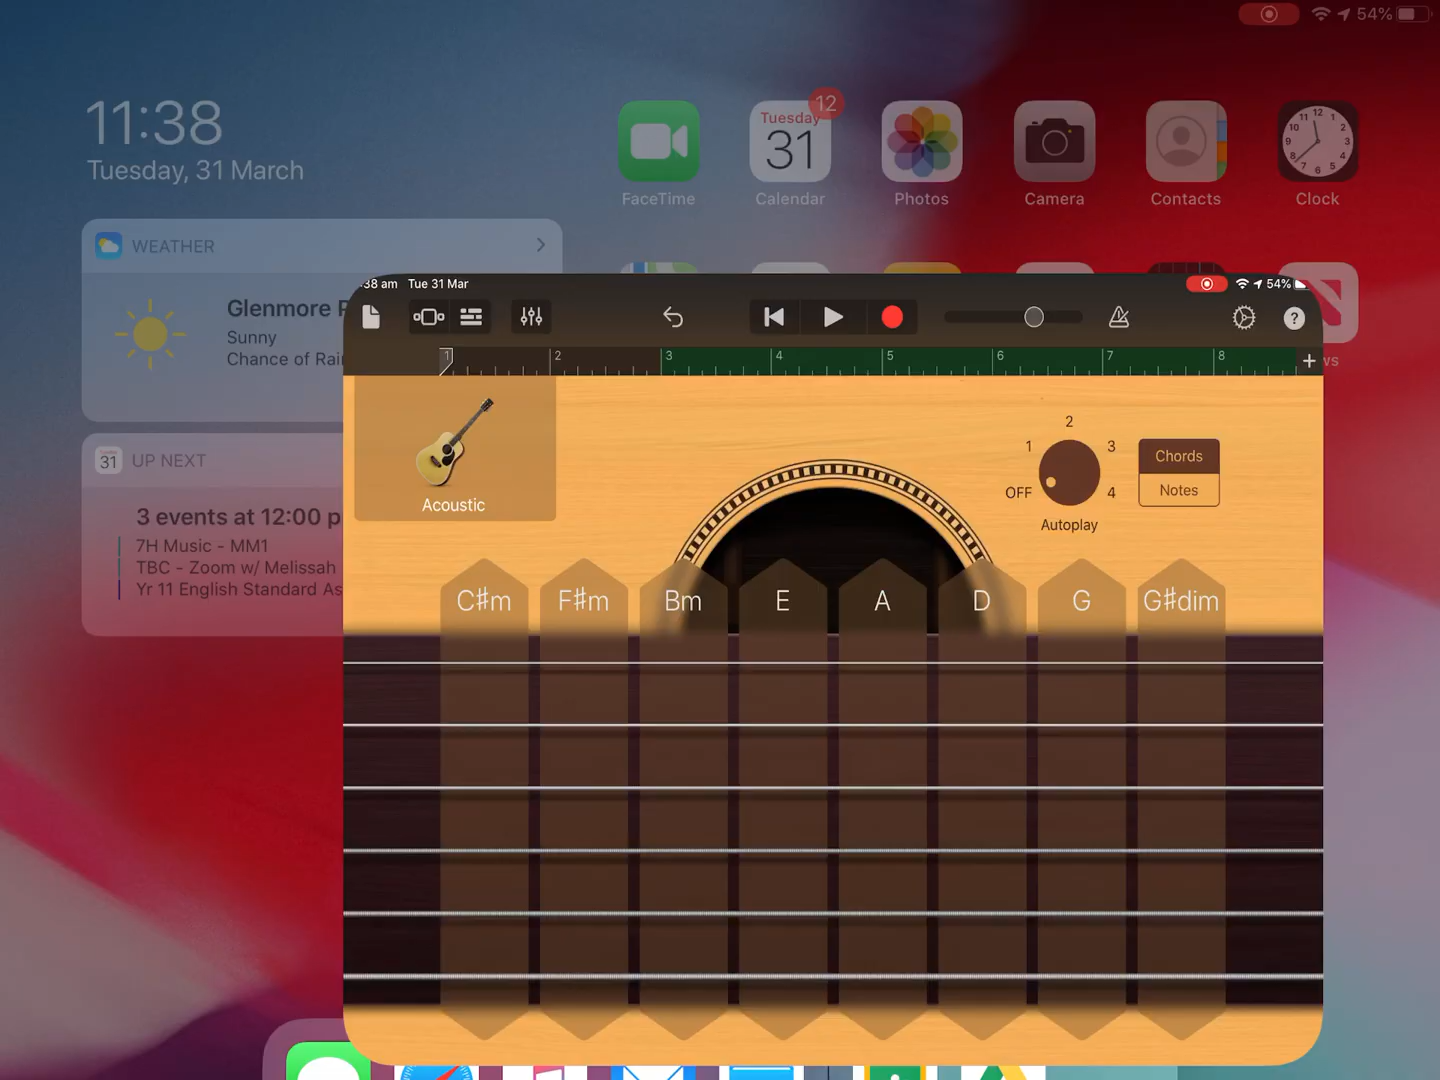 54%
11:38
Tuesday, 31 March
12
Tuesday
31
FaceTime
Calendar
Photos
Camera
Contacts
Clock
WEATHER
Glenmore
Sunny
Chance of
31
UP NEXT
3 events at 12:00
7H Music - MM1
TBC - Zoom w/ Melissah
Yr 11 English Standard
:38 am Tue 31 Mar
54%
?
1 2 3 4 5 6 7 8 +
Acoustic
OFF 1 2 3 4
Autoplay
Chords
Notes
C♯m F♯m Bm E A D G G♯dim